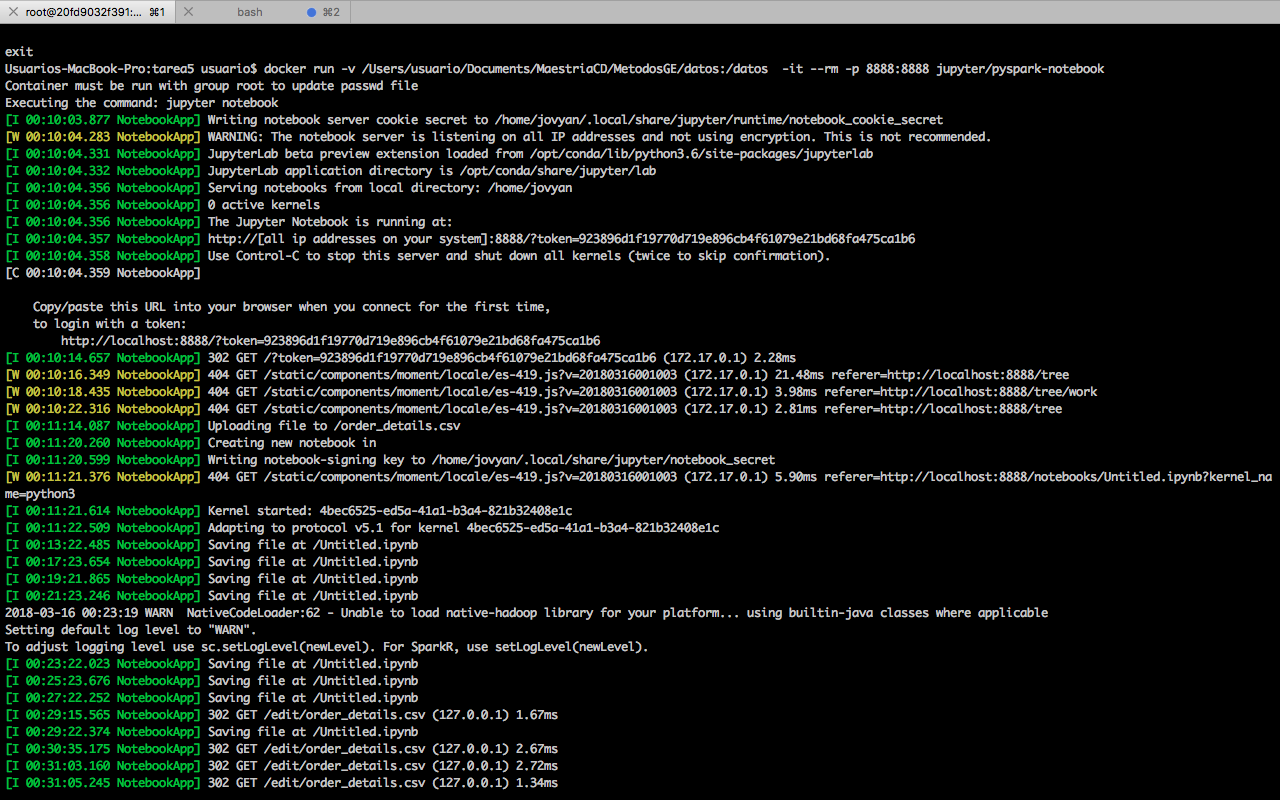 root@20fd9032f391:... ⌘1
bash ⌘2
exit
Usuarios-MacBook-Pro:tarea5 usuario$ docker run -v /Users/usuario/Documents/MaestriaCD/MetodosGE/datos:/datos  -it --rm -p 8888:8888 jupyter/pyspark-notebook
Container must be run with group root to update passwd file
Executing the command: jupyter notebook
[I 00:10:03.877 NotebookApp] Writing notebook server cookie secret to /home/jovyan/.local/share/jupyter/runtime/notebook_cookie_secret
[W 00:10:04.283 NotebookApp] WARNING: The notebook server is listening on all IP addresses and not using encryption. This is not recommended.
[I 00:10:04.331 NotebookApp] JupyterLab beta preview extension loaded from /opt/conda/lib/python3.6/site-packages/jupyterlab
[I 00:10:04.332 NotebookApp] JupyterLab application directory is /opt/conda/share/jupyter/lab
[I 00:10:04.356 NotebookApp] Serving notebooks from local directory: /home/jovyan
[I 00:10:04.356 NotebookApp] 0 active kernels
[I 00:10:04.356 NotebookApp] The Jupyter Notebook is running at:
[I 00:10:04.357 NotebookApp] http://[all ip addresses on your system]:8888/?token=923896d1f19770d719e896cb4f61079e21bd68fa475ca1b6
[I 00:10:04.358 NotebookApp] Use Control-C to stop this server and shut down all kernels (twice to skip confirmation).
[C 00:10:04.359 NotebookApp]
Copy/paste this URL into your browser when you connect for the first time,
to login with a token:
http://localhost:8888/?token=923896d1f19770d719e896cb4f61079e21bd68fa475ca1b6
[I 00:10:14.657 NotebookApp] 302 GET /?token=923896d1f19770d719e896cb4f61079e21bd68fa475ca1b6 (172.17.0.1) 2.28ms
[W 00:10:16.349 NotebookApp] 404 GET /static/components/moment/locale/es-419.js?v=20180316001003 (172.17.0.1) 21.48ms referer=http://localhost:8888/tree
[W 00:10:18.435 NotebookApp] 404 GET /static/components/moment/locale/es-419.js?v=20180316001003 (172.17.0.1) 3.98ms referer=http://localhost:8888/tree/work
[W 00:10:22.316 NotebookApp] 404 GET /static/components/moment/locale/es-419.js?v=20180316001003 (172.17.0.1) 2.81ms referer=http://localhost:8888/tree
[I 00:11:14.087 NotebookApp] Uploading file to /order_details.csv
[I 00:11:20.260 NotebookApp] Creating new notebook in
[I 00:11:20.599 NotebookApp] Writing notebook-signing key to /home/jovyan/.local/share/jupyter/notebook_secret
[W 00:11:21.376 NotebookApp] 404 GET /static/components/moment/locale/es-419.js?v=20180316001003 (172.17.0.1) 5.90ms referer=http://localhost:8888/notebooks/Untitled.ipynb?kernel_na
me=python3
[I 00:11:21.614 NotebookApp] Kernel started: 4bec6525-ed5a-41a1-b3a4-821b32408e1c
[I 00:11:22.509 NotebookApp] Adapting to protocol v5.1 for kernel 4bec6525-ed5a-41a1-b3a4-821b32408e1c
[I 00:13:22.485 NotebookApp] Saving file at /Untitled.ipynb
[I 00:17:23.654 NotebookApp] Saving file at /Untitled.ipynb
[I 00:19:21.865 NotebookApp] Saving file at /Untitled.ipynb
[I 00:21:23.246 NotebookApp] Saving file at /Untitled.ipynb
2018-03-16 00:23:19 WARN  NativeCodeLoader:62 - Unable to load native-hadoop library for your platform... using builtin-java classes where applicable
Setting default log level to "WARN".
To adjust logging level use sc.setLogLevel(newLevel). For SparkR, use setLogLevel(newLevel).
[I 00:23:22.023 NotebookApp] Saving file at /Untitled.ipynb
[I 00:25:23.676 NotebookApp] Saving file at /Untitled.ipynb
[I 00:27:22.252 NotebookApp] Saving file at /Untitled.ipynb
[I 00:29:15.565 NotebookApp] 302 GET /edit/order_details.csv (127.0.0.1) 1.67ms
[I 00:29:22.374 NotebookApp] Saving file at /Untitled.ipynb
[I 00:30:35.175 NotebookApp] 302 GET /edit/order_details.csv (127.0.0.1) 2.67ms
[I 00:31:03.160 NotebookApp] 302 GET /edit/order_details.csv (127.0.0.1) 2.72ms
[I 00:31:05.245 NotebookApp] 302 GET /edit/order_details.csv (127.0.0.1) 1.34ms